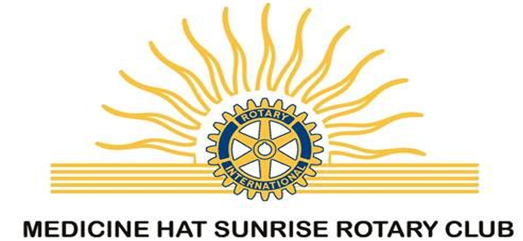 ROTARY
INTERNATIONAL
MEDICINE HAT SUNRISE ROTARY CLUB